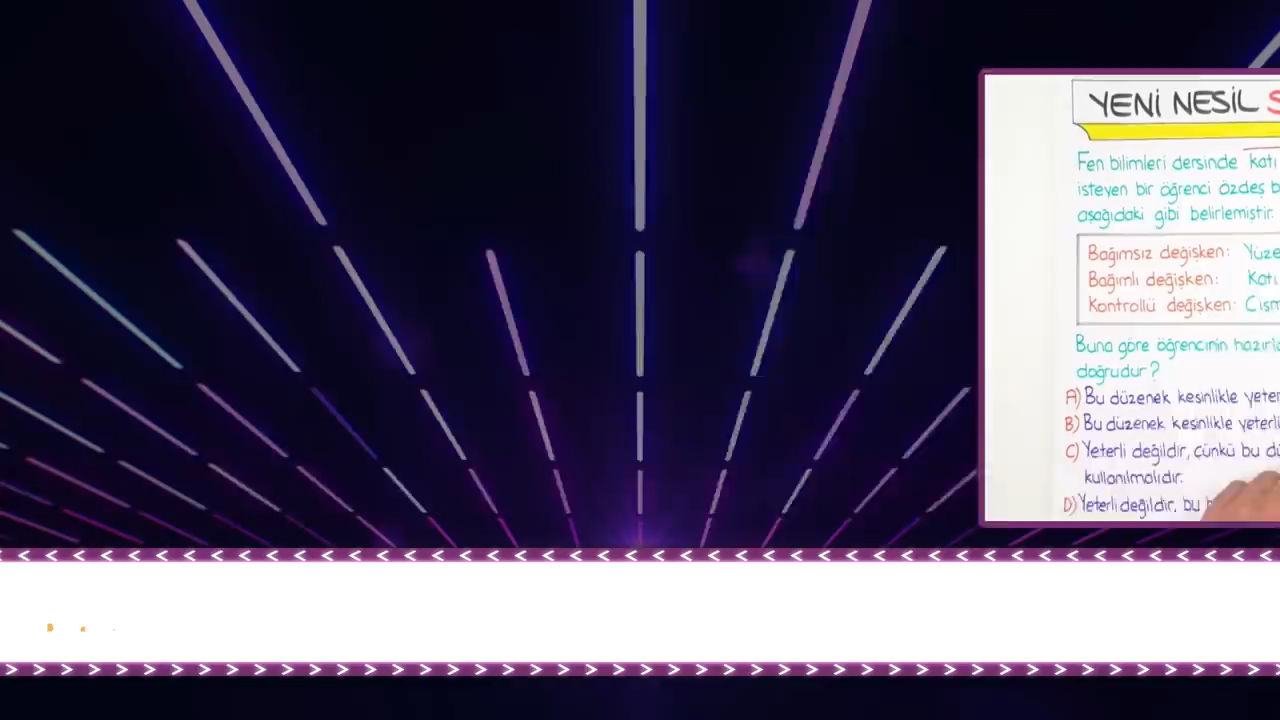 YENİ NESİL
Fen bilimleri dersinde katı
isteyen bir öğrenci özdeş
aşağıdaki gibi belirlemiştir.
Bağımsız değişken:
Bağımlı değişken: Katı
Kontrollü değişken:
Buna göre öğrencinin
doğrudur?
A) Bu düzenek kesinlikle
B) Bu düzenek kesinlikle
C) Yeterli değildir, çünkü bu
kullanılmalıdır.
D) Yeterli değildir, bu